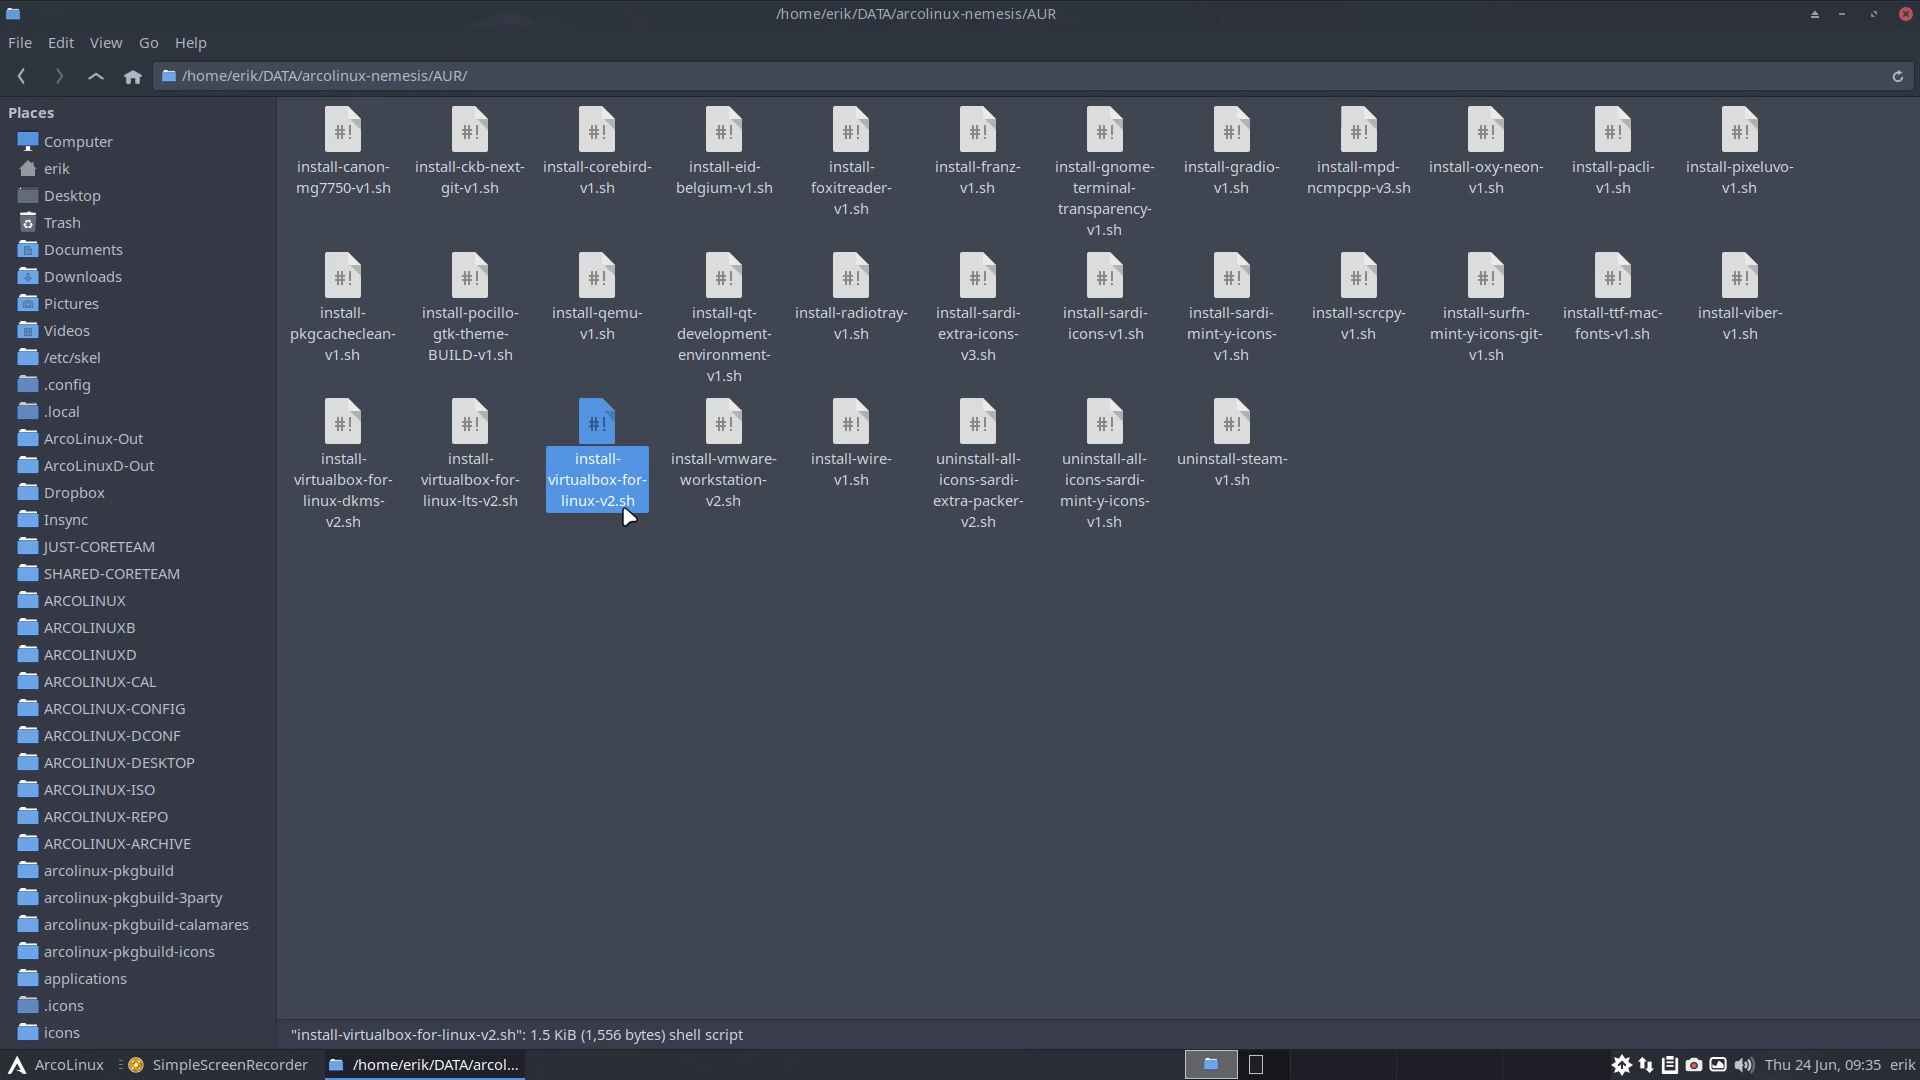 /home/erik/DATA/arcolinux-nemesis/AUR
File Edit View Go Help
/home/erik/DATA/arcolinux-nemesis/AUR/
Places
Computer
erik
Desktop
Trash
Documents
Downloads
Pictures
Videos
/etc/skel
.config
.local
ArcoLinux-Out
ArcoLinuxD-Out
Dropbox
Insync
JUST-CORETEAM
SHARED-CORETEAM
ARCOLINUX
ARCOLINUXB
ARCOLINUXD
ARCOLINUX-CAL
ARCOLINUX-CONFIG
ARCOLINUX-DCONF
ARCOLINUX-DESKTOP
ARCOLINUX-ISO
ARCOLINUX-REPO
ARCOLINUX-ARCHIVE
arcolinux-pkgbuild
arcolinux-pkgbuild-3party
arcolinux-pkgbuild-calamares
arcolinux-pkgbuild-icons
applications
.icons
icons
#! #! #! #! #! #! #! #! #! #! #! #!
install-canon-
mg7750-v1.sh
install-ckb-next-
git-v1.sh
install-corebird-
v1.sh
install-eid-
belgium-v1.sh
install-
foxitreader-
v1.sh
install-franz-
v1.sh
install-gnome-
terminal-
transparency-
v1.sh
install-gradio-
v1.sh
install-mpd-
ncmpcpp-v3.sh
install-oxy-neon-
v1.sh
install-pacli-
v1.sh
install-pixeluvo-
v1.sh
#! #! #! #! #! #! #! #! #! #! #! #!
install-
pkgcacheclean-
v1.sh
install-pocillo-
gtk-theme-
BUILD-v1.sh
install-qemu-
v1.sh
install-qt-
development-
environment-
v1.sh
install-radiotray-
v1.sh
install-sardi-
extra-icons-
v3.sh
install-sardi-
icons-v1.sh
install-sardi-
mint-y-icons-
v1.sh
install-scrcpy-
v1.sh
install-surfn-
mint-y-icons-git-
v1.sh
install-ttf-mac-
fonts-v1.sh
install-viber-
v1.sh
#! #! #! #! #! #! #! #!
install-
virtualbox-for-
linux-dkms-
v2.sh
install-
virtualbox-for-
linux-lts-v2.sh
install-
virtualbox-for-
linux-v2.sh
install-vmware-
workstation-
v2.sh
install-wire-
v1.sh
uninstall-all-
icons-sardi-
extra-packer-
v2.sh
uninstall-all-
icons-sardi-
mint-y-icons-
v1.sh
uninstall-steam-
v1.sh
"install-virtualbox-for-linux-v2.sh": 1.5 KiB (1,556 bytes) shell script
ArcoLinux SimpleScreenRecorder /home/erik/DATA/arcol... Thu 24 Jun, 09:35 erik